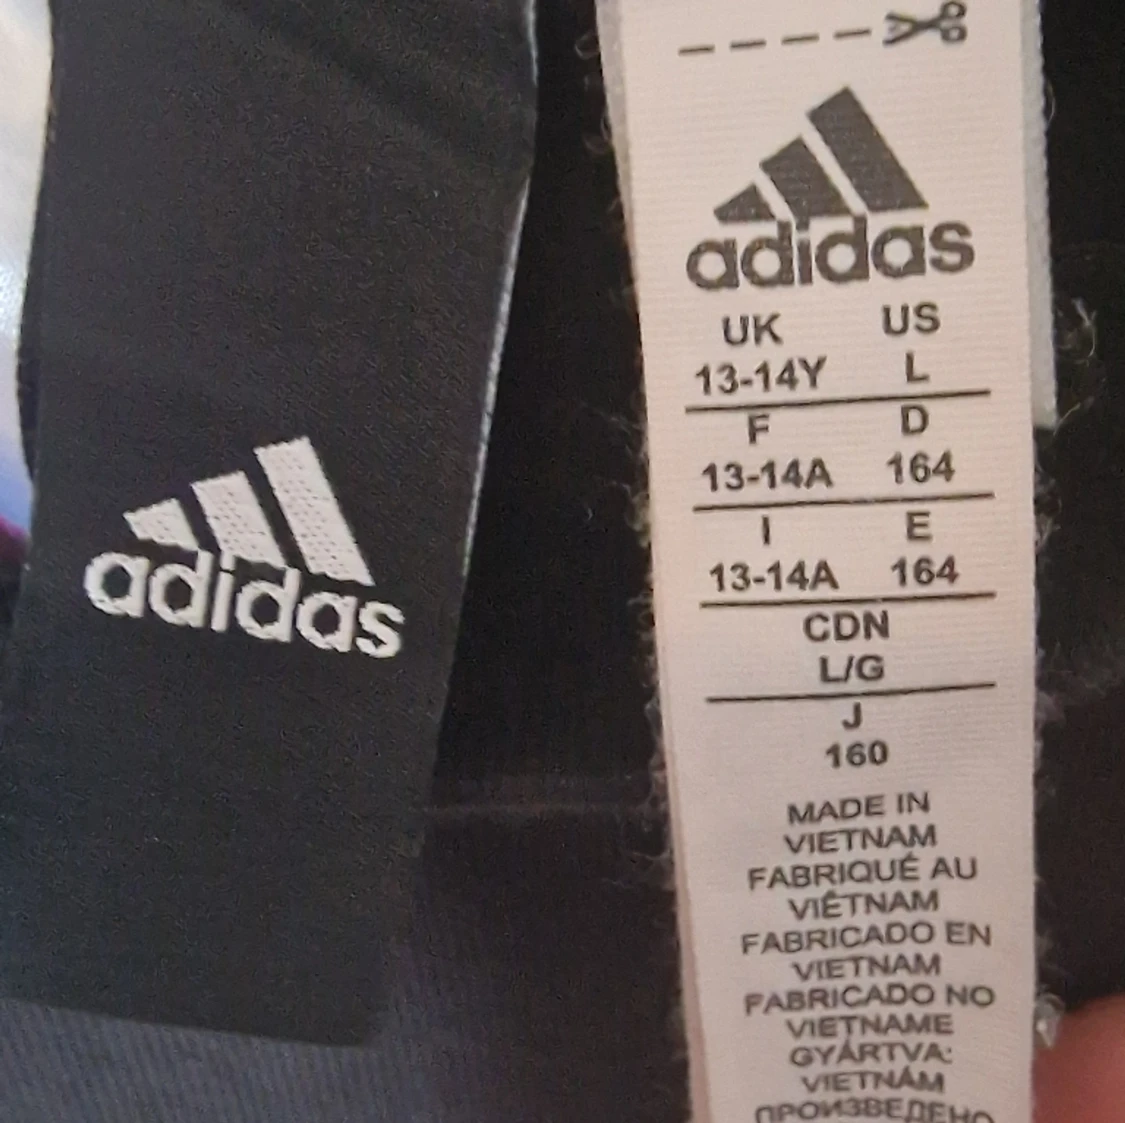 adidas
adidas
UK US
13-14Y L
F D
13-14A 164
I E
13-14A 164
CDN
L/G
J
160
MADE IN
VIETNAM
FABRIQUÉ AU
VIÊTNAM
FABRICADO EN
VIETNAM
FABRICADO NO
VIETNAME
GYÁRTVA:
VIETNÁM
ПРОИЗВЕДЕНО